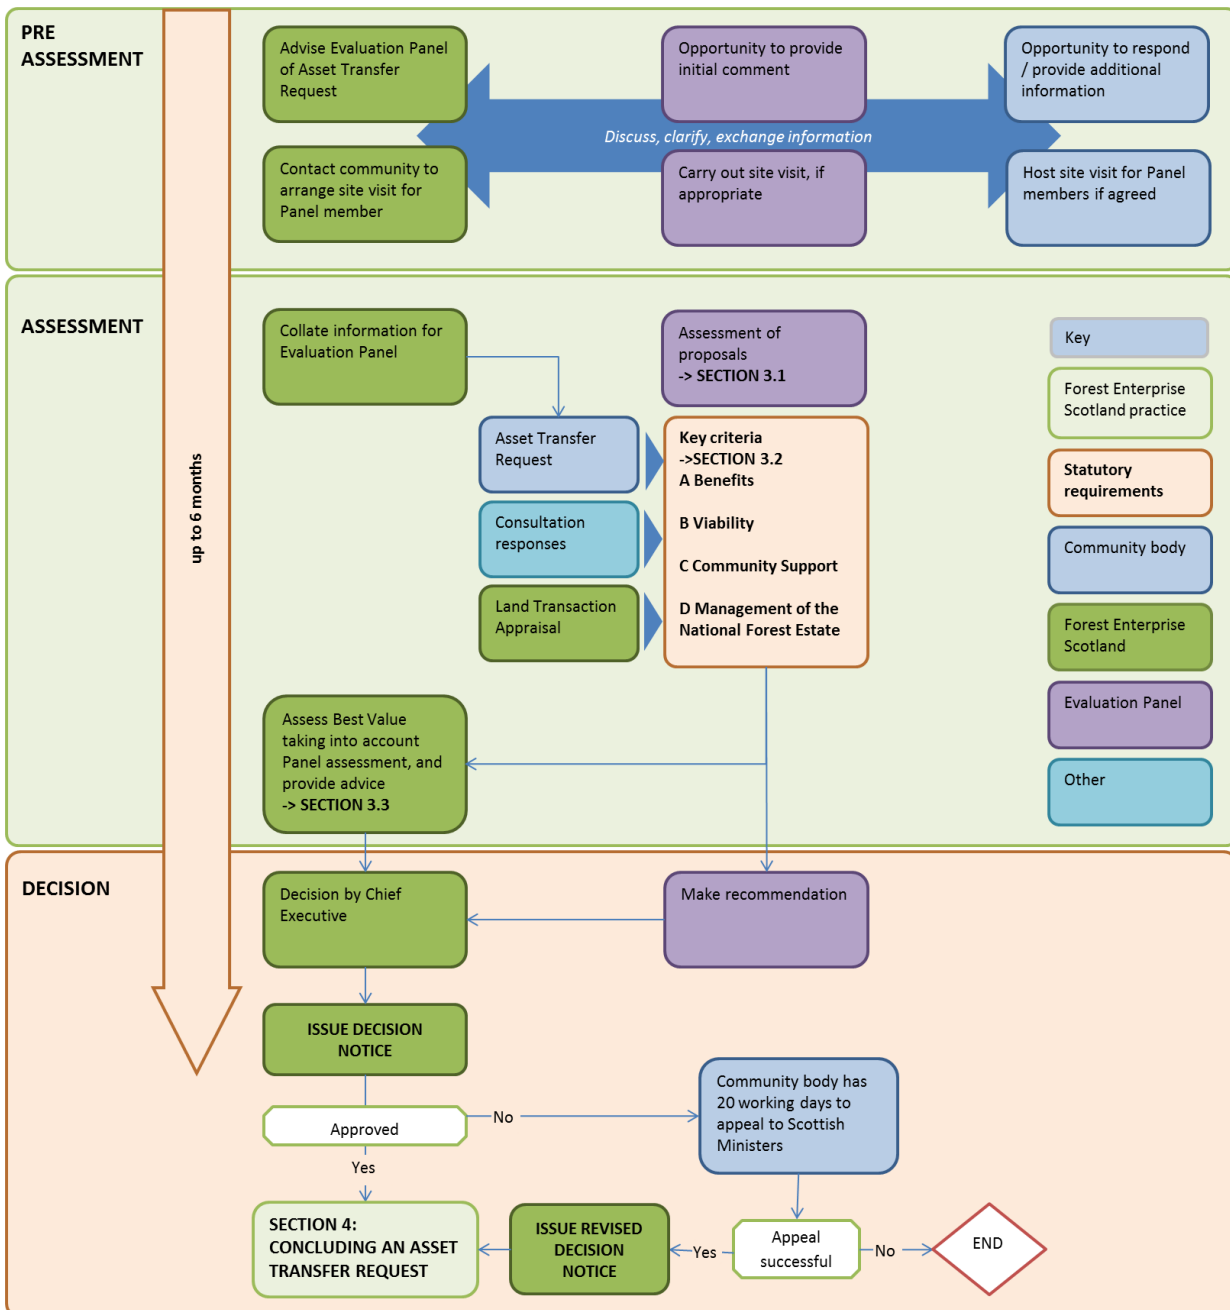 PRE
ASSESSMENT
Advise Evaluation Panel
of Asset Transfer
Request
Opportunity to provide
initial comment
Opportunity to respond
/ provide additional
information
Discuss, clarify, exchange information
Contact community to
arrange site visit for
Panel member
Carry out site visit, if
appropriate
Host site visit for Panel
members if agreed
up to 6 months
ASSESSMENT
Collate information for
Evaluation Panel
Assessment of
proposals
-> SECTION 3.1
Asset Transfer
Request
Consultation
responses
Land Transaction
Appraisal
Key criteria
->SECTION 3.2
A Benefits
B Viability
C Community Support
D Management of the
National Forest Estate
Assess Best Value
taking into account
Panel assessment, and
provide advice
-> SECTION 3.3
Key
Forest Enterprise
Scotland practice
Statutory
requirements
Community body
Forest Enterprise
Scotland
Evaluation Panel
Other
DECISION
Decision by Chief
Executive
Make recommendation
ISSUE DECISION
NOTICE
Approved
No
Community body has
20 working days to
appeal to Scottish
Ministers
Yes
SECTION 4:
CONCLUDING AN ASSET
TRANSFER REQUEST
ISSUE REVISED
DECISION
NOTICE
Yes
Appeal
successful
No
END